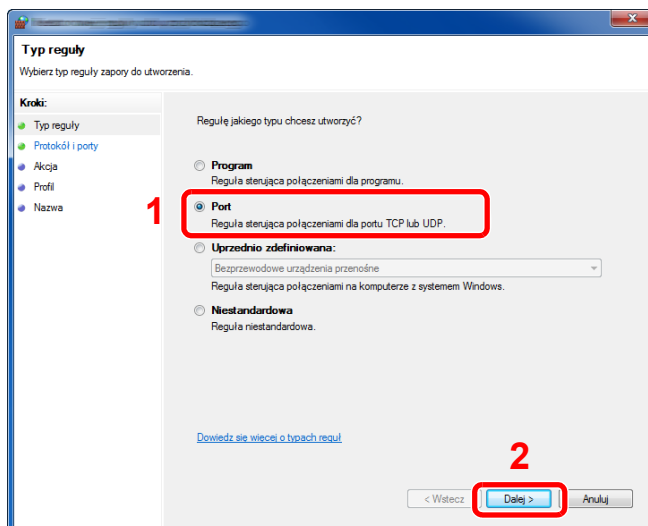 Typ reguły
Wybierz typ reguły zapory do utworzenia.
Kroki:
Typ reguły
Protokół i porty
Akcja
Profil
Nazwa
Regułę jakiego typu chcesz utworzyć?
Program
Reguła sterująca połączeniami dla programu.
1
Port
Reguła sterująca połączeniami dla portu TCP lub UDP.
Uprzednio zdefiniowana:
Bezprzewodowe urządzenia przenośne
Reguła sterująca połączeniami na komputerze z systemem Windows.
Niestandardowa
Reguła niestandardowa.
Dowiedz się więcej o typach reguł
2
< Wstecz
Dalej >
Anuluj